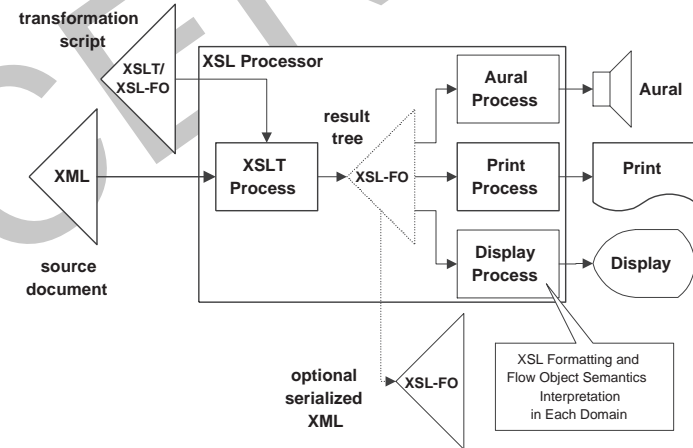 transformation
script
XSLT/
XSL-FO
XSL Processor
Aural
Process
Aural
result
tree
XML
XSLT
Process
XSL-FO
Print
Process
Print
source
document
Display
Process
Display
optional
serialized
XML
XSL-FO
XSL Formatting and
Flow Object Semantics
Interpretation
in Each Domain